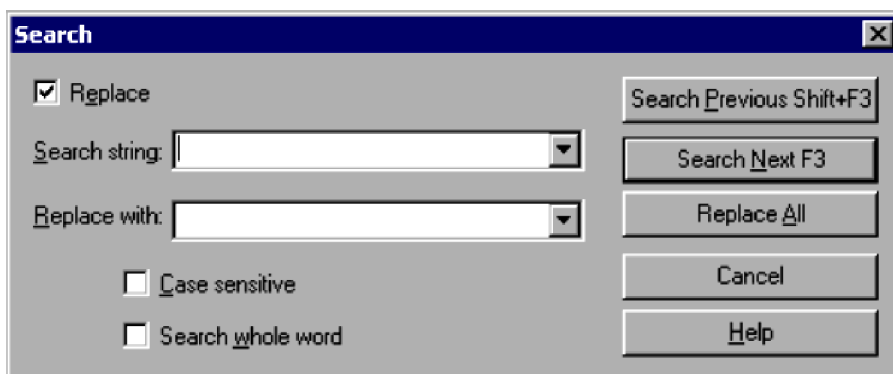 Search
Replace
Search Previous Shift+F3
Search string:
Search Next F3
Replace with:
Replace All
Case sensitive
Cancel
Search whole word
Help